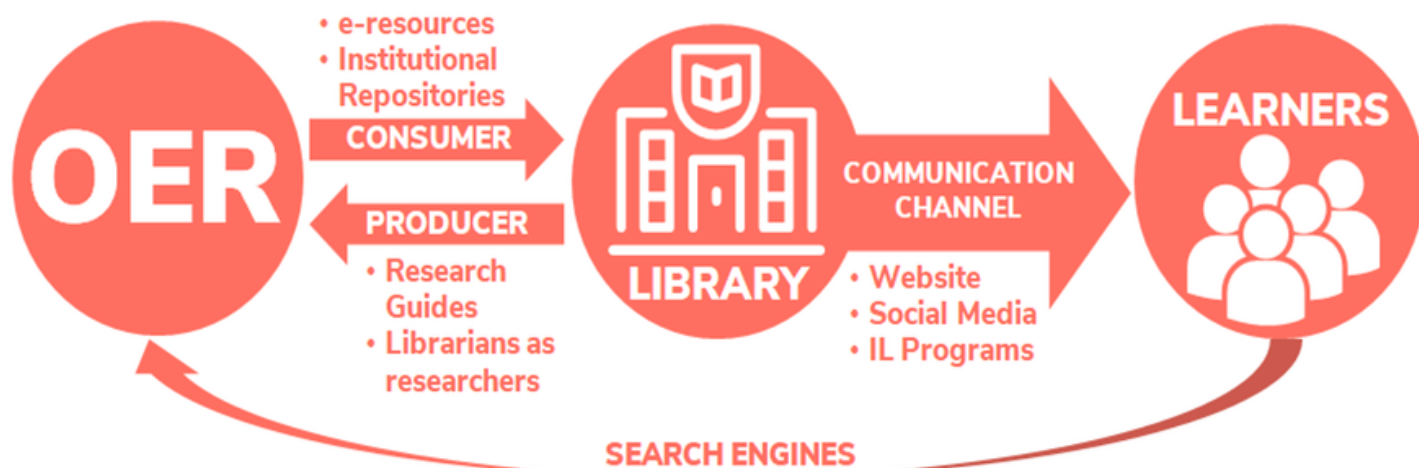 OER
• e-resources
• Institutional
Repositories
CONSUMER
PRODUCER
• Research
Guides
• Librarians as
researchers
LIBRARY
COMMUNICATION
CHANNEL
• Website
• Social Media
• IL Programs
LEARNERS
SEARCH ENGINES